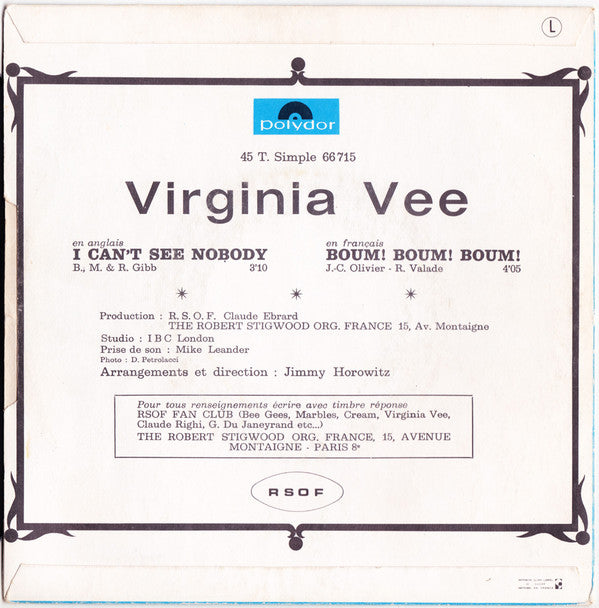 L
polydor
45 T. Simple 66 715
Virginia Vee
en anglais
I CAN'T SEE NOBODY
B., M. & R. Gibb 3'10
en français
BOUM! BOUM! BOUM!
J.-C. Olivier - R. Valade 4'05
Production : R. S. O. F. Claude Ebrard
THE ROBERT STIGWOOD ORG. FRANCE 15, Av. Montaigne
Studio : I B C London
Prise de son : Mike Leander
Photo : D. Petrolacci
Arrangements et direction : Jimmy Horowitz
Pour tous renseignements écrire avec timbre réponse
RSOF FAN CLUB (Bee Gees, Marbles, Cream, Virginia Vee,
Claude Righi, G. Du Janeyrand etc...)
THE ROBERT STIGWOOD ORG. FRANCE, 15, AVENUE
MONTAIGNE - PARIS 8e
RSOF